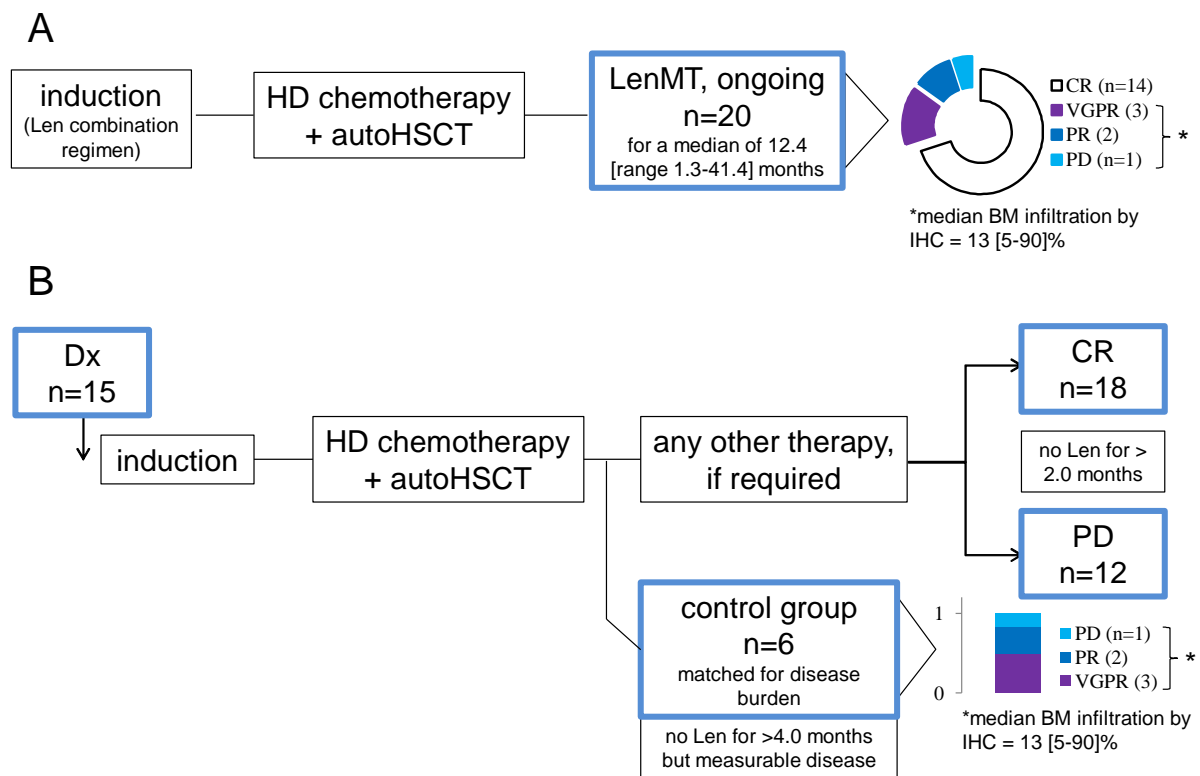 A
induction
(Len combination
regimen)
HD chemotherapy
+ autoHSCT
LenMT, ongoing
n=20
for a median of 12.4
[range 1.3-41.4] months
CR (n=14)
VGPR (3)
PR (2)
PD (n=1)
*
*median BM infiltration by
IHC = 13 [5-90]%
B
Dx
n=15
induction
HD chemotherapy
+ autoHSCT
any other therapy,
if required
CR
n=18
no Len for >
2.0 months
PD
n=12
control group
n=6
matched for disease
burden
no Len for >4.0 months
but measurable disease
1
0
PD (n=1)
PR (2)
VGPR (3)
*
*median BM infiltration by
IHC = 13 [5-90]%